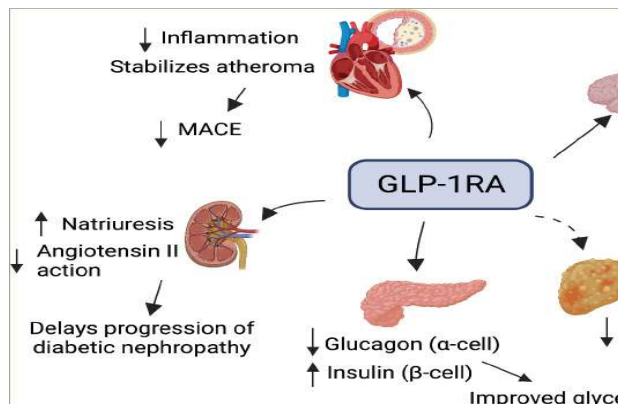 ↓ Inflammation
Stabilizes atheroma
↓ MACE
GLP-1RA
↑ Natriuresis
↓ Angiotensin II
action
Delays progression of
diabetic nephropathy
↓ Glucagon (α-cell)
↑ Insulin (β-cell)
↓
Improved glyce